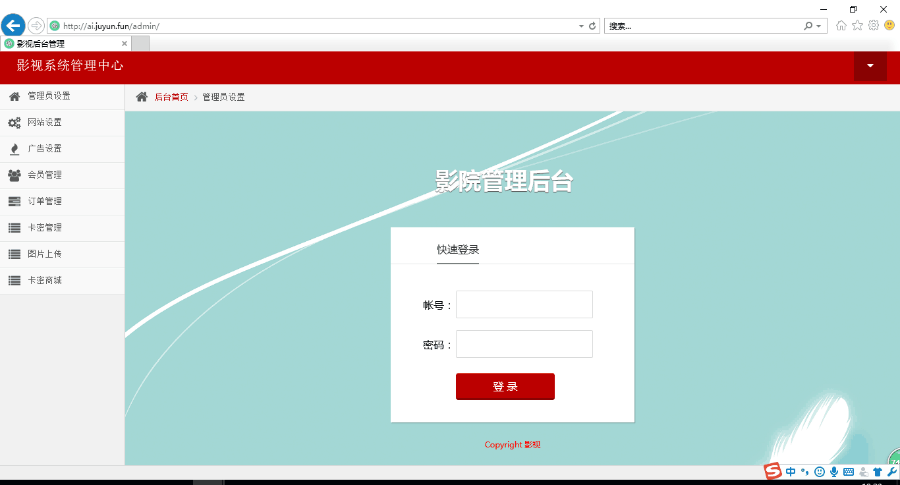 http://ai.juyun.fun/admin/
搜索...
影视后台管理
影视系统管理中心
管理员设置
网站设置
广告设置
会员管理
订单管理
卡密管理
图片上传
卡密商城
后台首页 > 管理员设置
影院管理后台
快速登录
帐号：
密码：
登 录
Copyright 影视
中